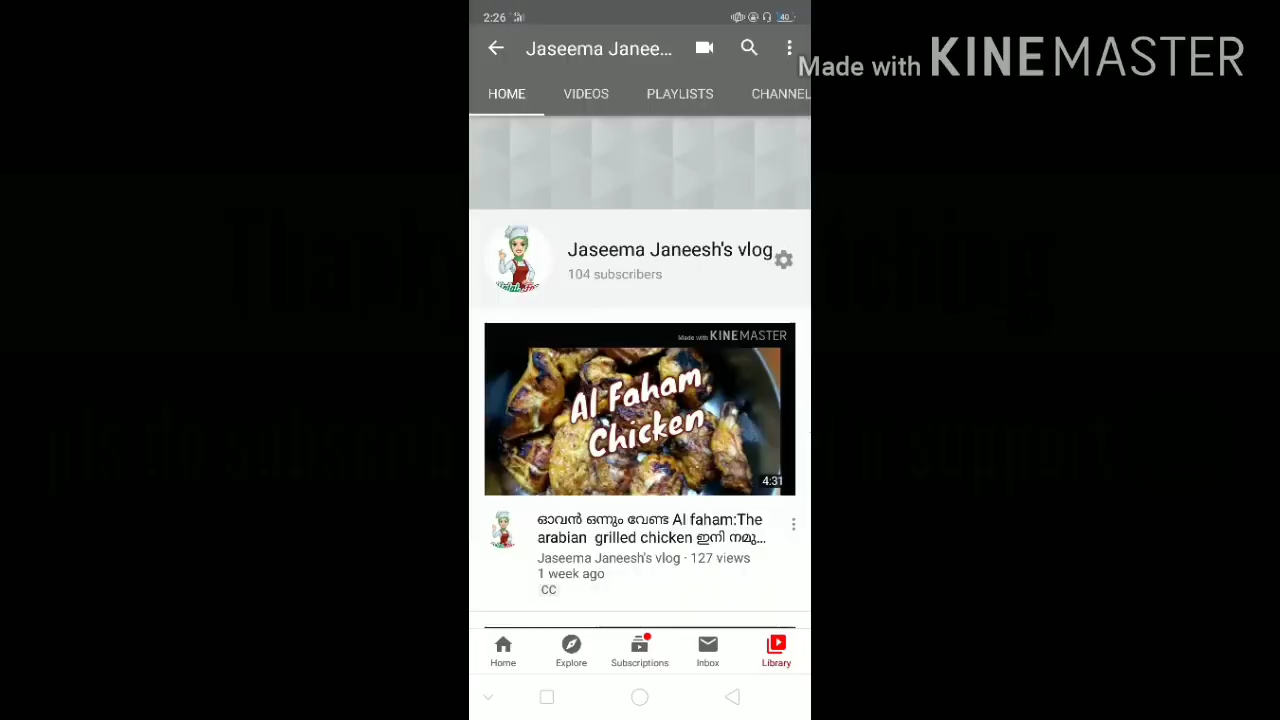 2:26
40
Jaseema Janee...
Made with KINEMASTER
HOME VIDEOS PLAYLISTS CHANNEL
Jaseema Janeesh's vlog
104 subscribers
Made with KINEMASTER
Al Faham
Chicken
4:31
ഓവൻ ഒന്നും വേണ്ട Al faham:The
arabian grilled chicken ഇനി നമു...
Jaseema Janeesh's vlog · 127 views
1 week ago
CC
Home Explore Subscriptions Inbox Library